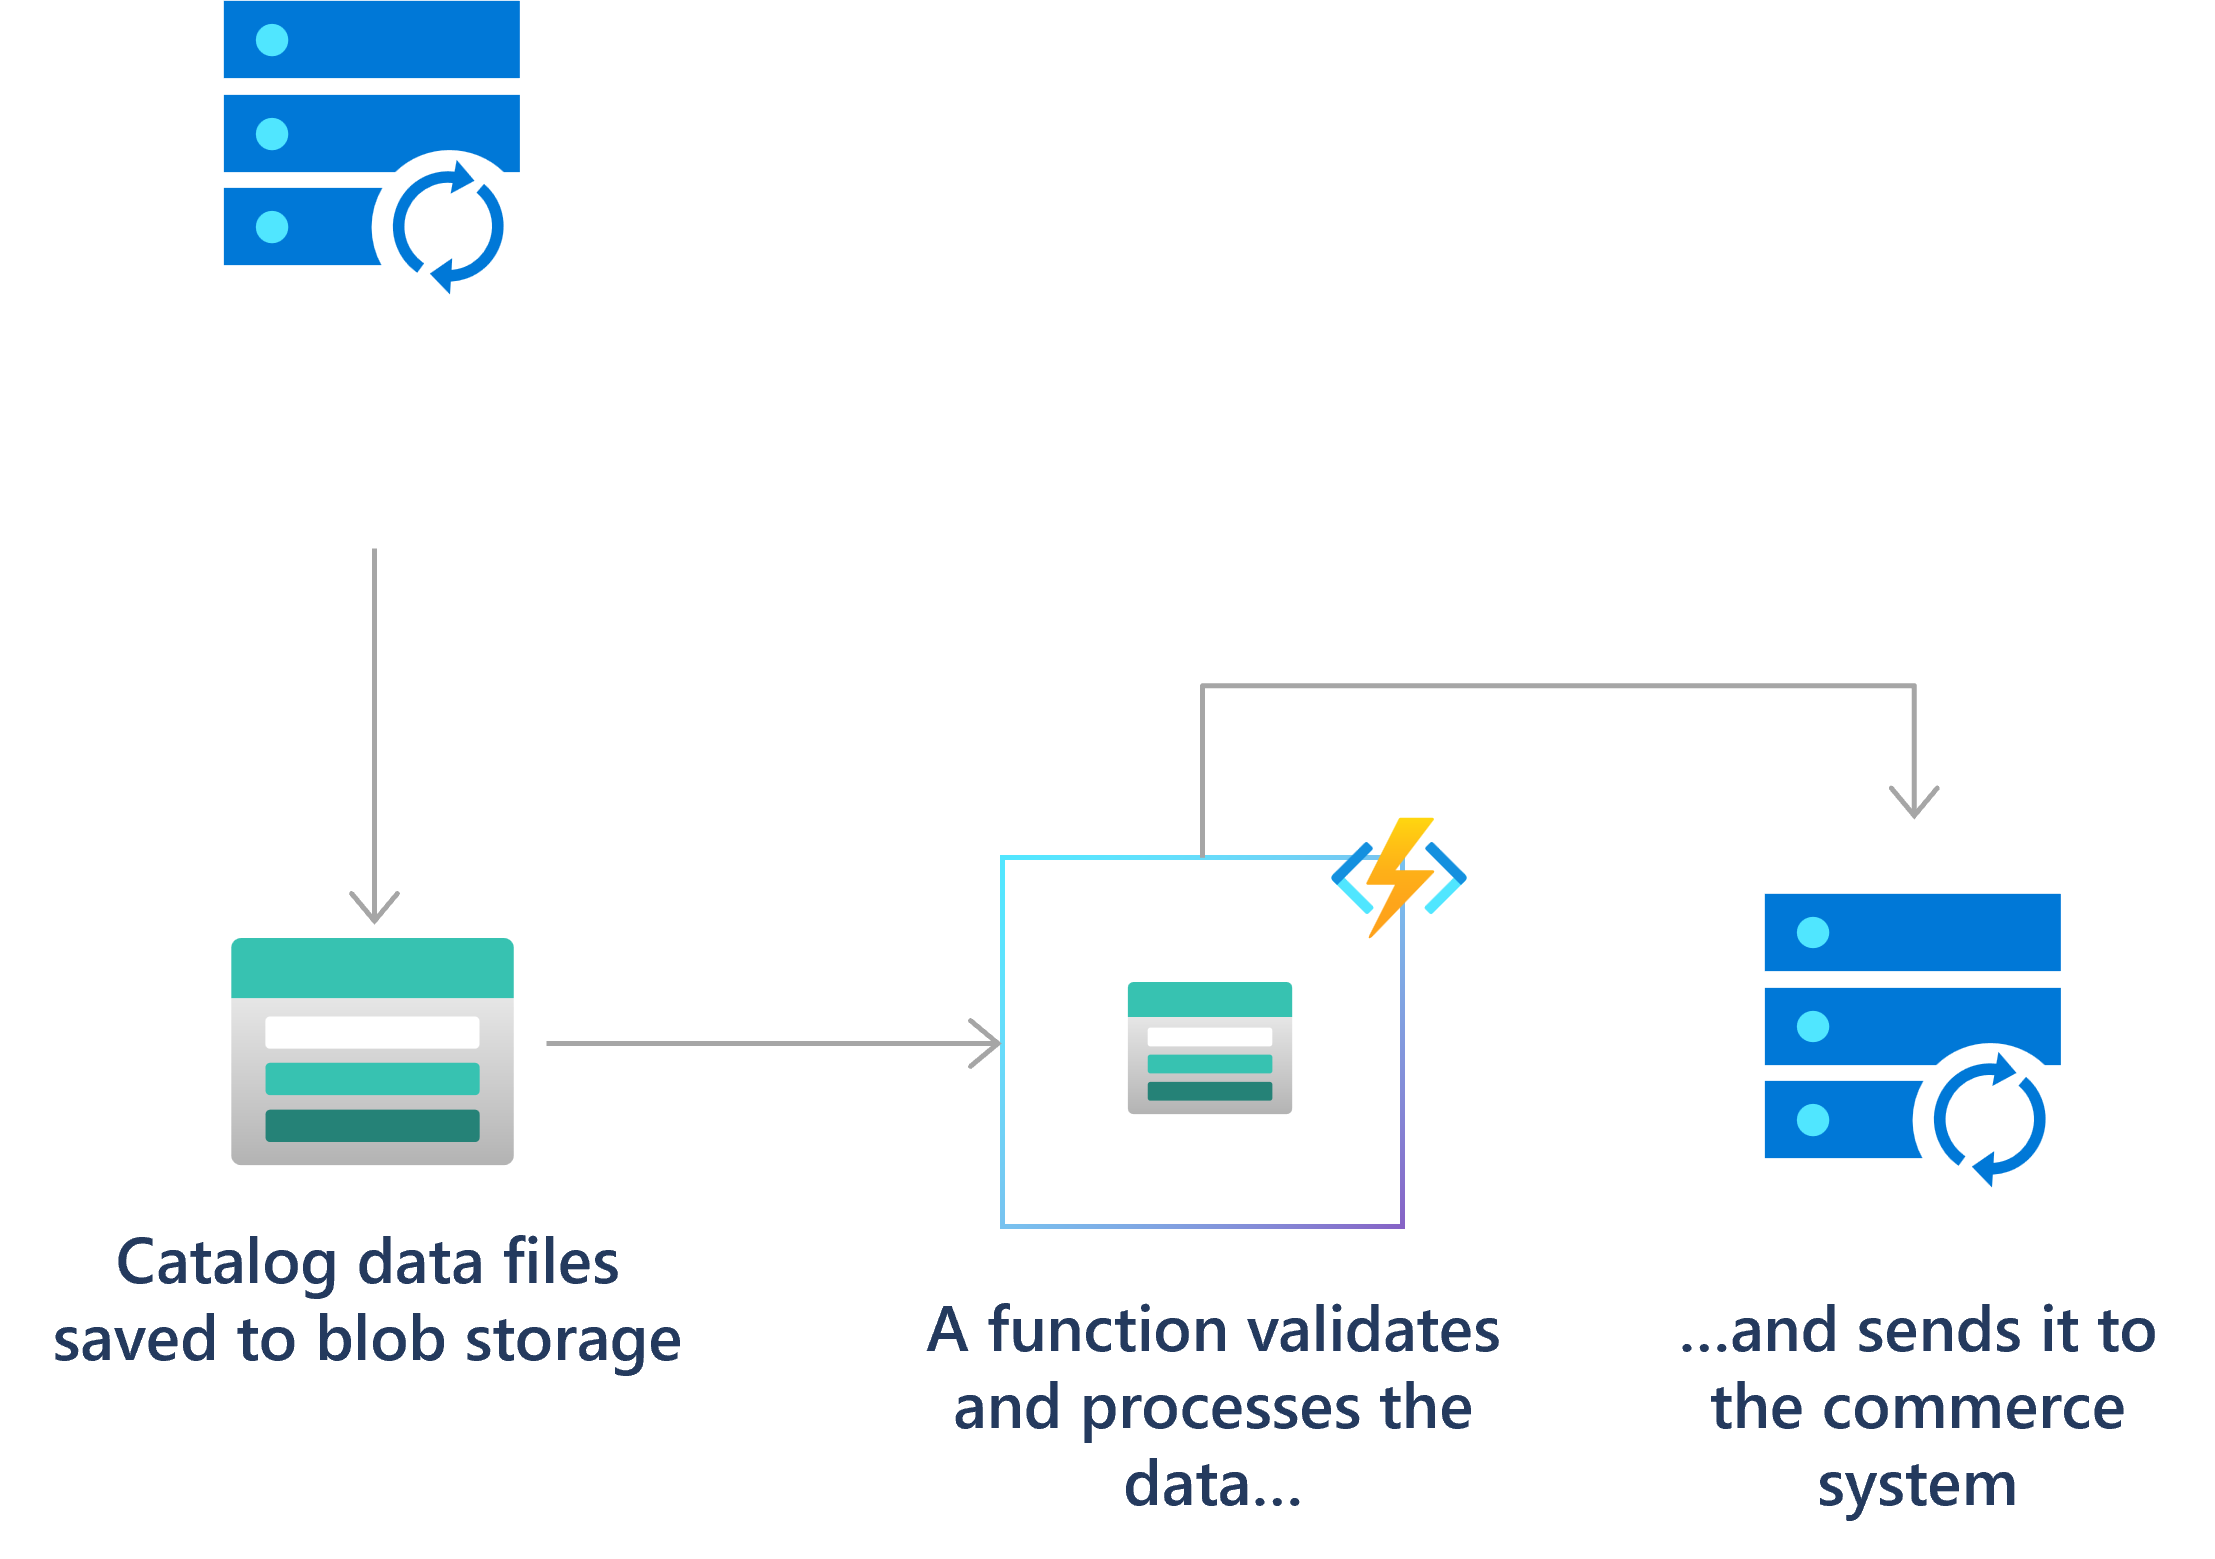 Catalog data files
saved to blob storage
A function validates
and processes the
data...
...and sends it to
the commerce
system